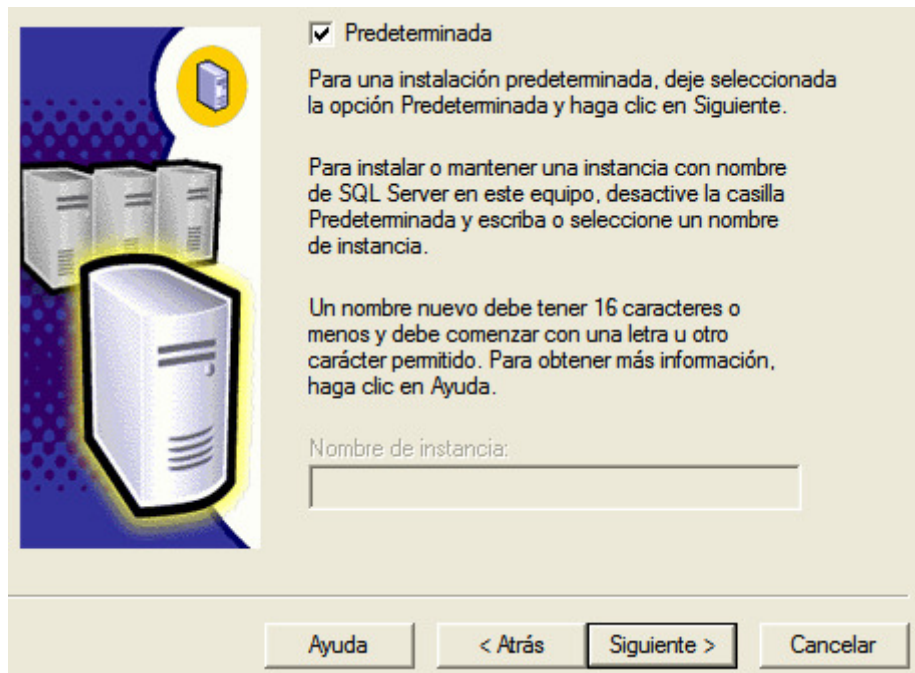 Predeterminada
Para una instalación predeterminada, deje seleccionada
la opción Predeterminada y haga clic en Siguiente.
Para instalar o mantener una instancia con nombre
de SQL Server en este equipo, desactive la casilla
Predeterminada y escriba o seleccione un nombre
de instancia.
Un nombre nuevo debe tener 16 caracteres o
menos y debe comenzar con una letra u otro
carácter permitido. Para obtener más información,
haga clic en Ayuda.
Nombre de instancia:
Ayuda
< Atrás
Siguiente >
Cancelar